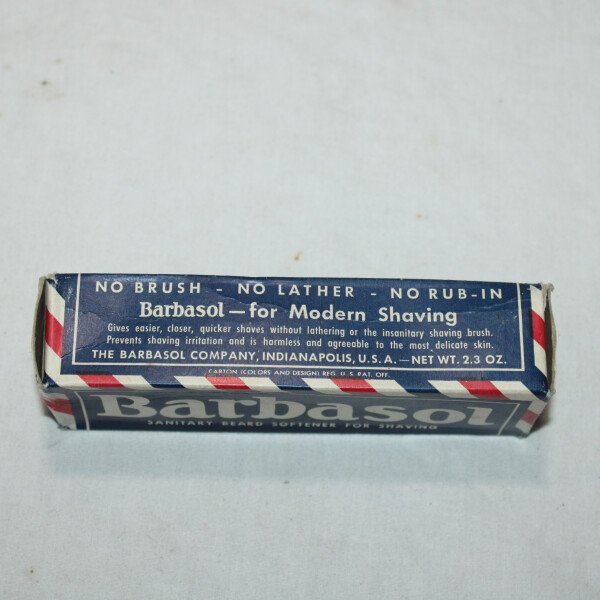 NO BRUSH - NO LATHER - NO RUB-IN
Barbasol — for Modern Shaving
Gives easier, closer, quicker shaves without lathering or the insanitary shaving brush.
Prevents shaving irritation and is harmless and agreeable to the most delicate skin.
THE BARBASOL COMPANY, INDIANAPOLIS, U.S.A. — NET WT. 2.3 OZ.
CARTON (COLORS AND DESIGN) REG. U.S. PAT. OFF.
Barbasol
SANITARY BEARD SOFTENER FOR SHAVING